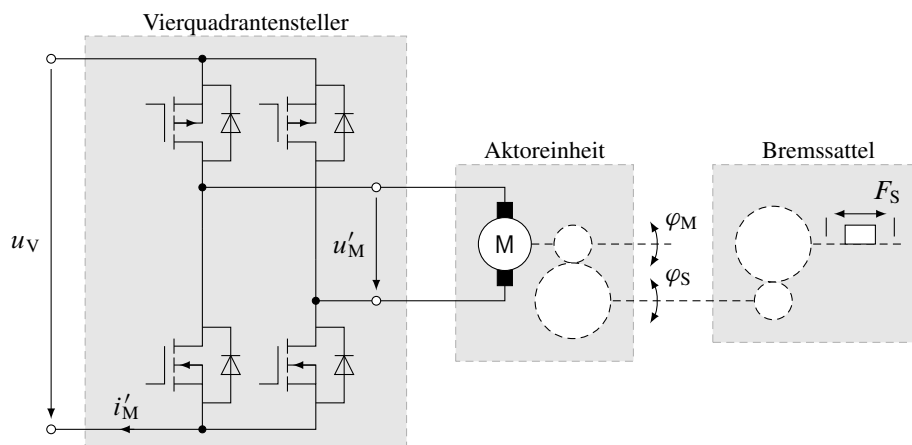 Vierquadrantensteller
Aktoreinheit
Bremssattel
F_S
φ_M
u_V
u′_M
M
φ_S
i′_M